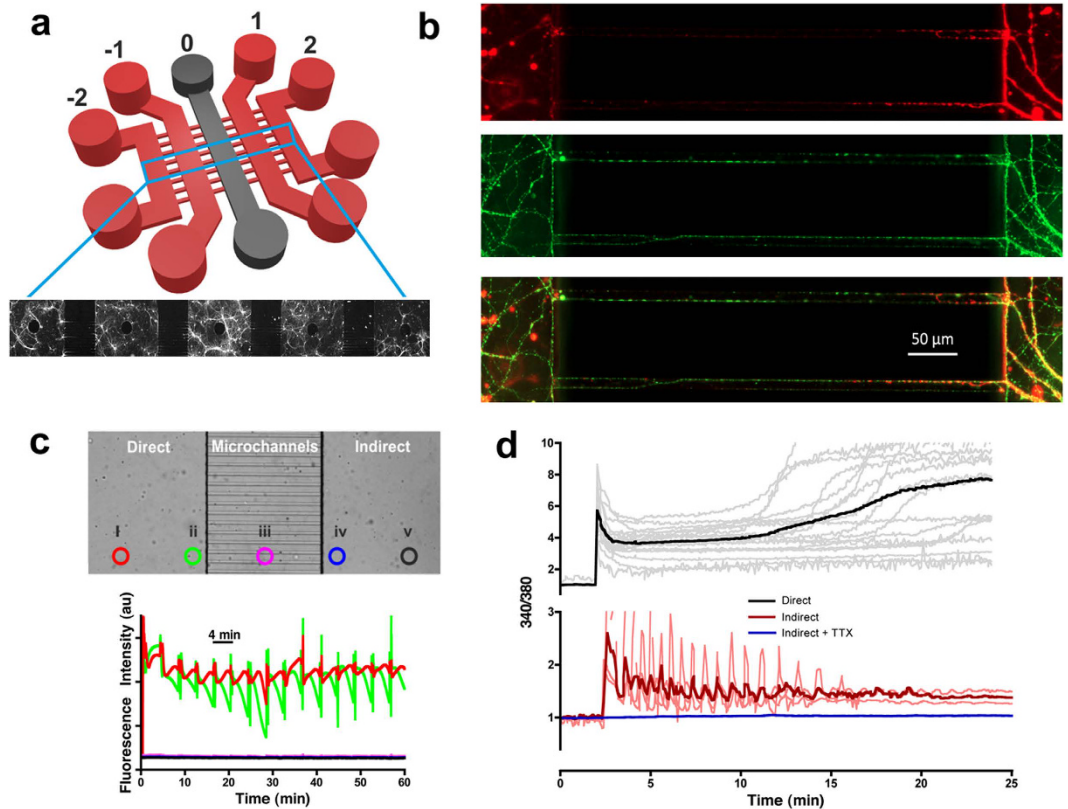 a
-2
-1
0
1
2
b
50 μm
c
Direct
Microchannels
Indirect
i
ii
iii
iv
v
Fluorescence Intensity (au)
4 min
0 10 20 30 40 50 60
Time (min)
d
340/380
10
8
6
4
2
3
2
1
Direct
Indirect
Indirect + TTX
0 5 10 15 20 25
Time (min)